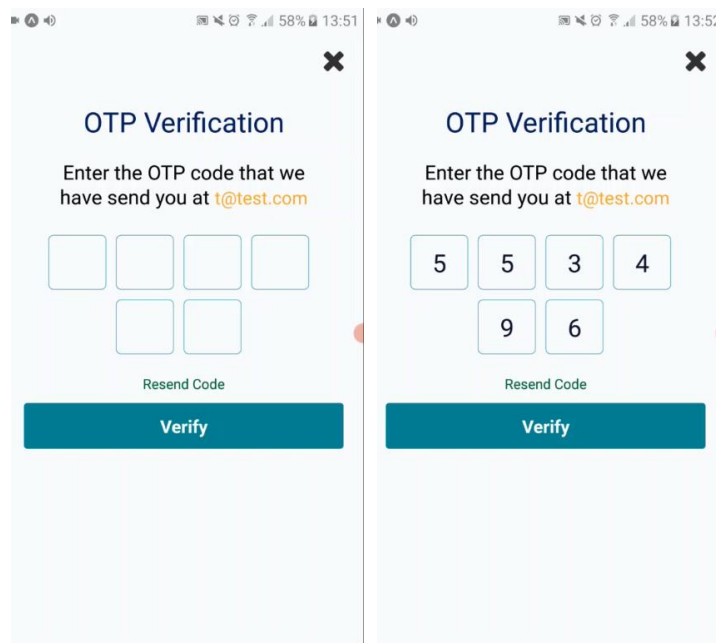 58% 13:51
OTP Verification
Enter the OTP code that we
have send you at t@test.com
Resend Code
Verify
58% 13:52
OTP Verification
Enter the OTP code that we
have send you at t@test.com
5 5 3 4
9 6
Resend Code
Verify